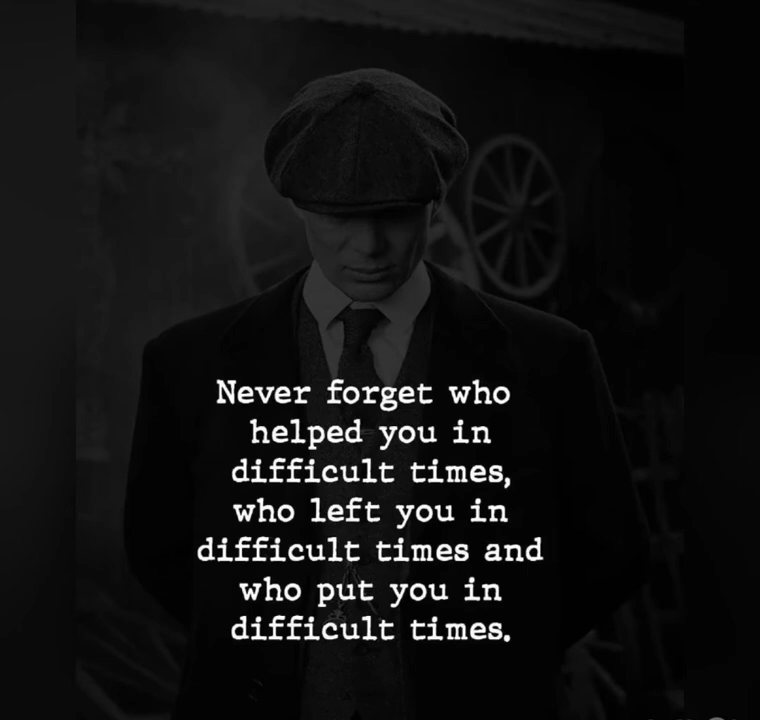 Never forget who
helped you in
difficult times,
who left you in
difficult times and
who put you in
difficult times.